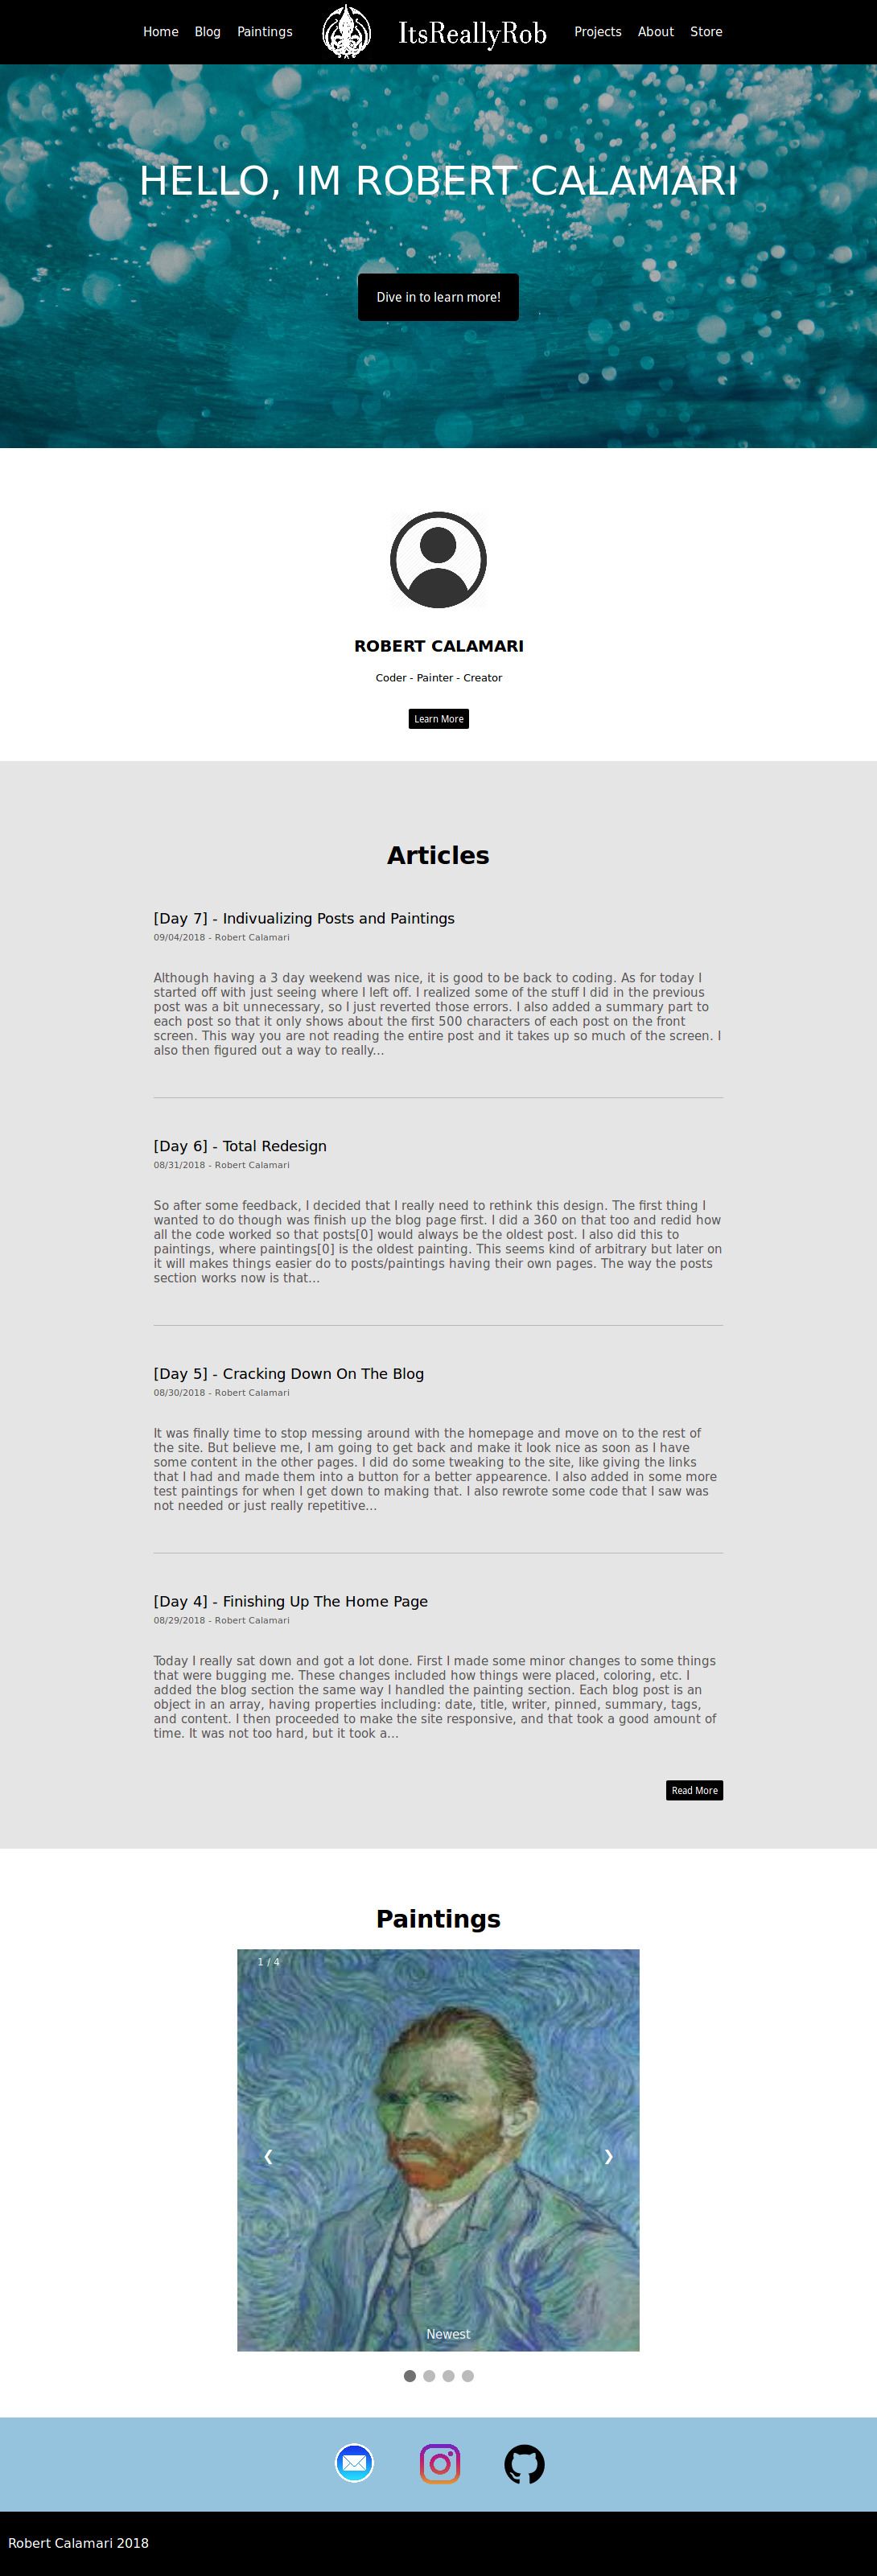 Home Blog Paintings ItsReallyRob Projects About Store
HELLO, IM ROBERT CALAMARI
Dive in to learn more!
ROBERT CALAMARI
Coder - Painter - Creator
Learn More
Articles
[Day 7] - Indivualizing Posts and Paintings
09/04/2018 - Robert Calamari
Although having a 3 day weekend was nice, it is good to be back to coding. As for today I
started off with just seeing where I left off. I realized some of the stuff I did in the previous
post was a bit unnecessary, so I just reverted those errors. I also added a summary part to
each post so that it only shows about the first 500 characters of each post on the front
screen. This way you are not reading the entire post and it takes up so much of the screen. I
also then figured out a way to really...
[Day 6] - Total Redesign
08/31/2018 - Robert Calamari
So after some feedback, I decided that I really need to rethink this design. The first thing I
wanted to do though was finish up the blog page first. I did a 360 on that too and redid how
all the code worked so that posts[0] would always be the oldest post. I also did this to
paintings, where paintings[0] is the oldest painting. This seems kind of arbitrary but later on
it will makes things easier do to posts/paintings having their own pages. The way the posts
section works now is that...
[Day 5] - Cracking Down On The Blog
08/30/2018 - Robert Calamari
It was finally time to stop messing around with the homepage and move on to the rest of
the site. But believe me, I am going to get back and make it look nice as soon as I have
some content in the other pages. I did do some tweaking to the site, like giving the links
that I had and made them into a button for a better appearence. I also added in some more
test paintings for when I get down to making that. I also rewrote some code that I saw was
not needed or just really repetitive...
[Day 4] - Finishing Up The Home Page
08/29/2018 - Robert Calamari
Today I really sat down and got a lot done. First I made some minor changes to some things
that were bugging me. These changes included how things were placed, coloring, etc. I
added the blog section the same way I handled the painting section. Each blog post is an
object in an array, having properties including: date, title, writer, pinned, summary, tags,
and content. I then proceeded to make the site responsive, and that took a good amount of
time. It was not too hard, but it took a...
Read More
Paintings
1 / 4
❮ ❯
Newest
Robert Calamari 2018